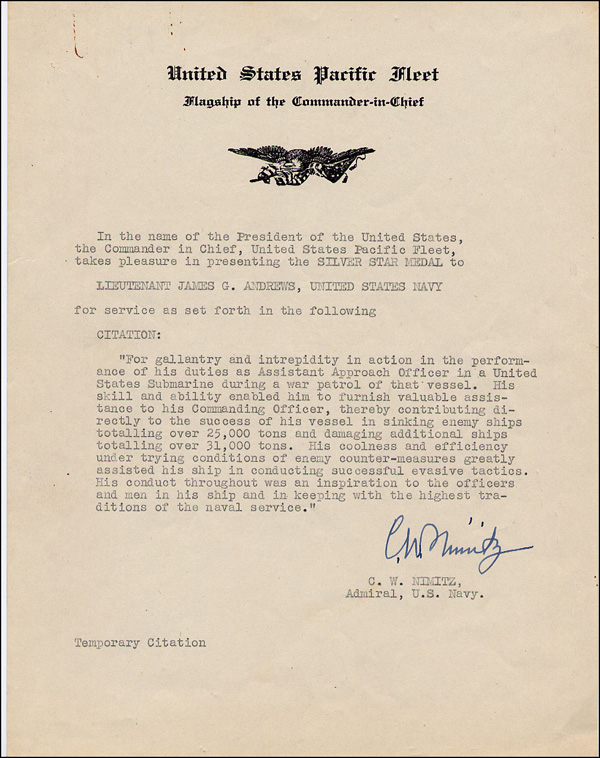 United States Pacific Fleet
Flagship of the Commander-in-Chief
In the name of the President of the United States,
the Commander in Chief, United States Pacific Fleet,
takes pleasure in presenting the SILVER STAR MEDAL to
LIEUTENANT JAMES G. ANDREWS, UNITED STATES NAVY
for service as set forth in the following
CITATION:
"For gallantry and intrepidity in action in the perform-
ance of his duties as Assistant Approach Officer in a United
States Submarine during a war patrol of that vessel. His
skill and ability enabled him to furnish valuable assis-
tance to his Commanding Officer, thereby contributing di-
rectly to the success of his vessel in sinking enemy ships
totalling over 25,000 tons and damaging additional ships
totalling over 31,000 tons. His coolness and efficiency
under trying conditions of enemy counter-measures greatly
assisted his ship in conducting successful evasive tactics.
His conduct throughout was an inspiration to the officers
and men in his ship and in keeping with the highest tra-
ditions of the naval service."
C.W. Nimitz
C. W. NIMITZ,
Admiral, U.S. Navy.
Temporary Citation